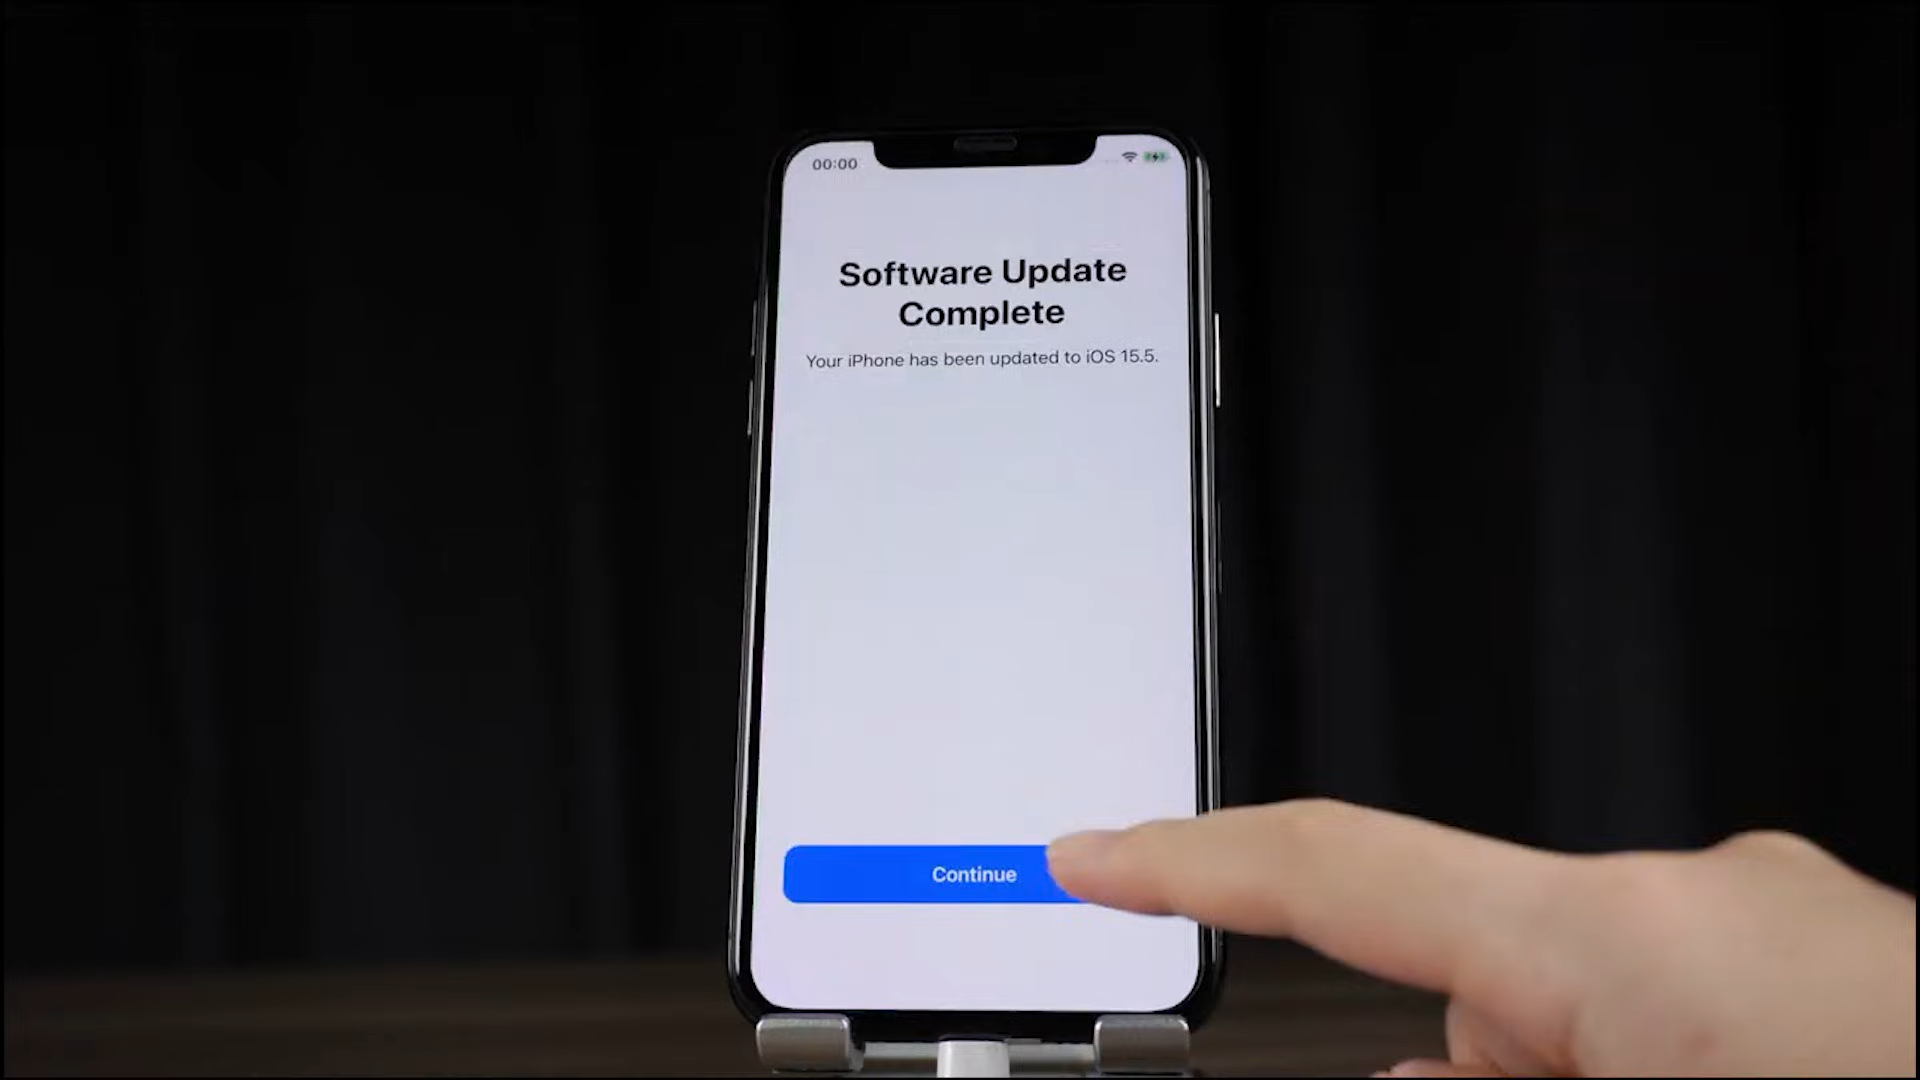 00:00
Software Update
Complete
Your iPhone has been updated to iOS 15.5.
Continue